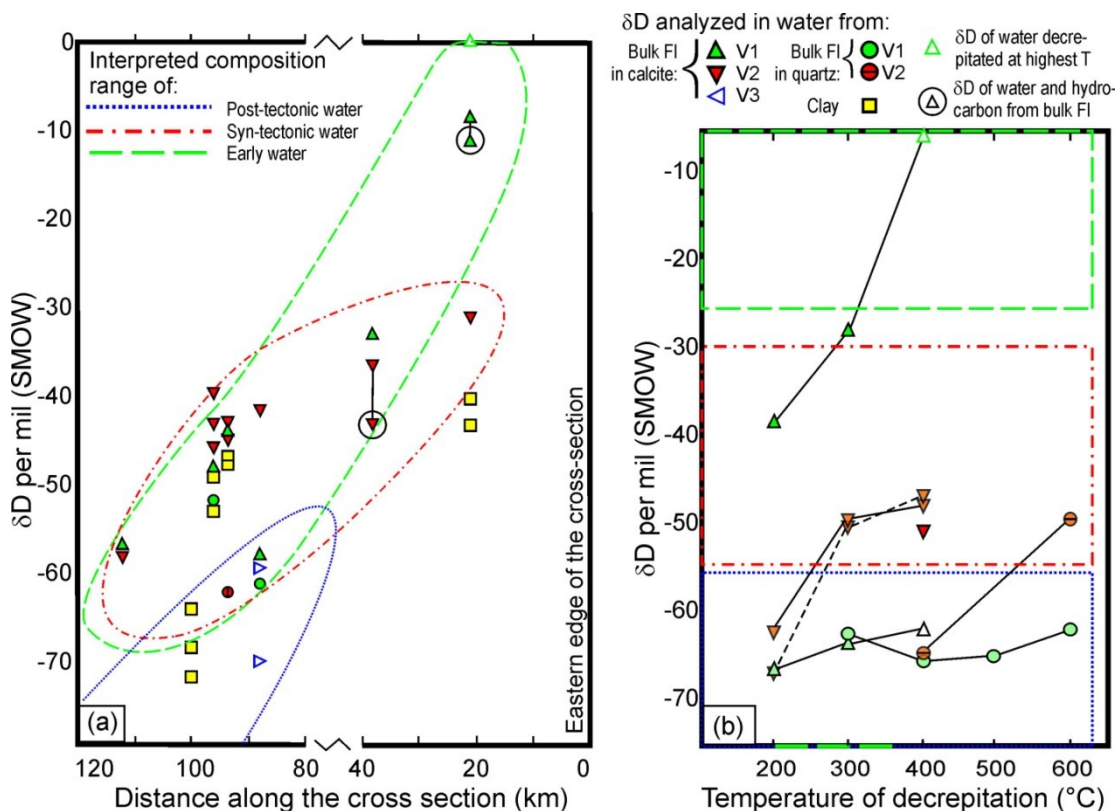 0
-10
-20
-30
-40
-50
-60
-70
Interpreted composition
range of:
Post-tectonic water
Syn-tectonic water
Early water
δD per mil (SMOW)
Eastern edge of the cross-section
(a)
120 100 80 40 20 0
Distance along the cross section (km)
δD analyzed in water from:
Bulk FI
in calcite:
V1
V2
V3
Bulk FI
in quartz:
V1
V2
Clay
δD of water decre-
pitated at highest T
δD of water and hydro-
carbon from bulk FI
-10
-20
-30
-40
-50
-60
-70
δD per mil (SMOW)
(b)
200 300 400 500 600
Temperature of decrepitation (°C)